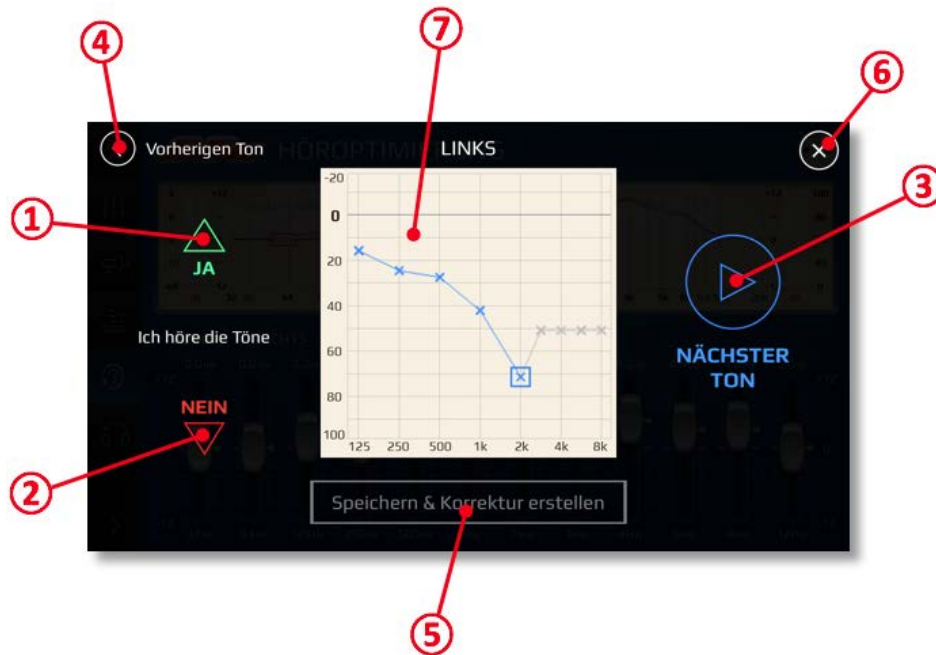 ④
⑦
⑥
Vorherigen Ton
HÖROPTIMI
LINKS
①
③
JA
Ich höre die Töne
NEIN
②
-20
0
20
40
60
80
100
125 250 500 1k 2k 4k 8k
NÄCHSTER
TON
Speichern & Korrektur erstellen
⑤